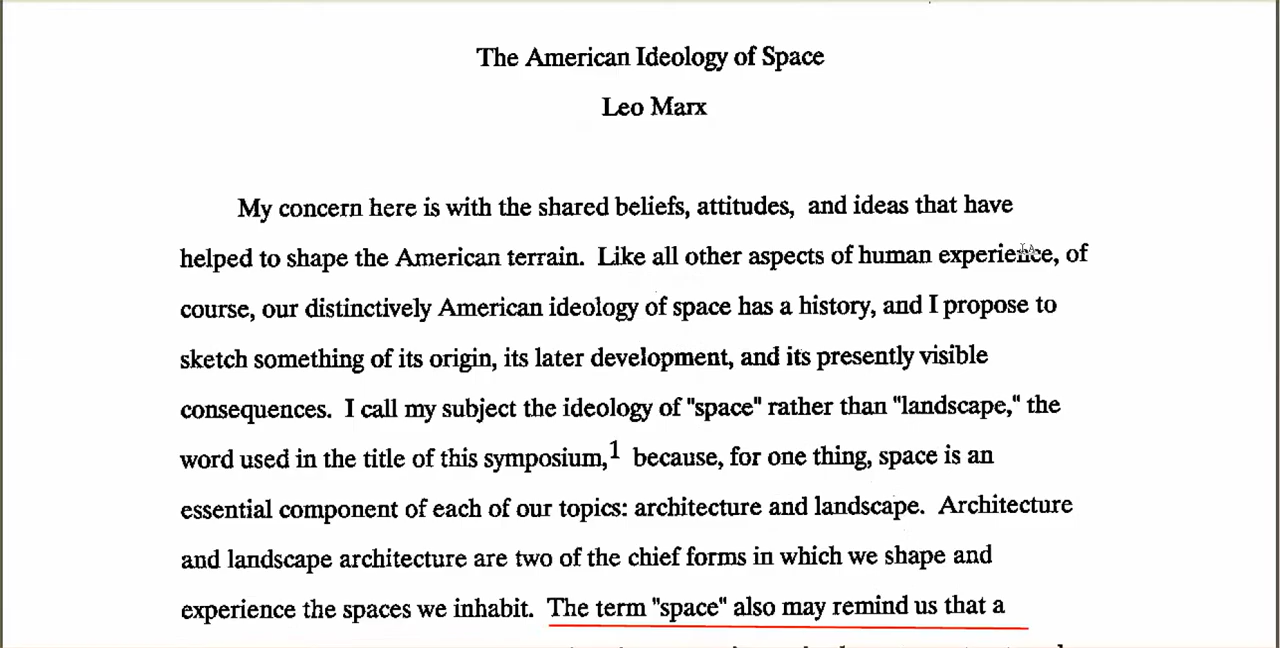 The American Ideology of Space
Leo Marx
My concern here is with the shared beliefs, attitudes, and ideas that have
helped to shape the American terrain. Like all other aspects of human experience, of
course, our distinctively American ideology of space has a history, and I propose to
sketch something of its origin, its later development, and its presently visible
consequences. I call my subject the ideology of "space" rather than "landscape," the
word used in the title of this symposium,1 because, for one thing, space is an
essential component of each of our topics: architecture and landscape. Architecture
and landscape architecture are two of the chief forms in which we shape and
experience the spaces we inhabit. The term "space" also may remind us that a